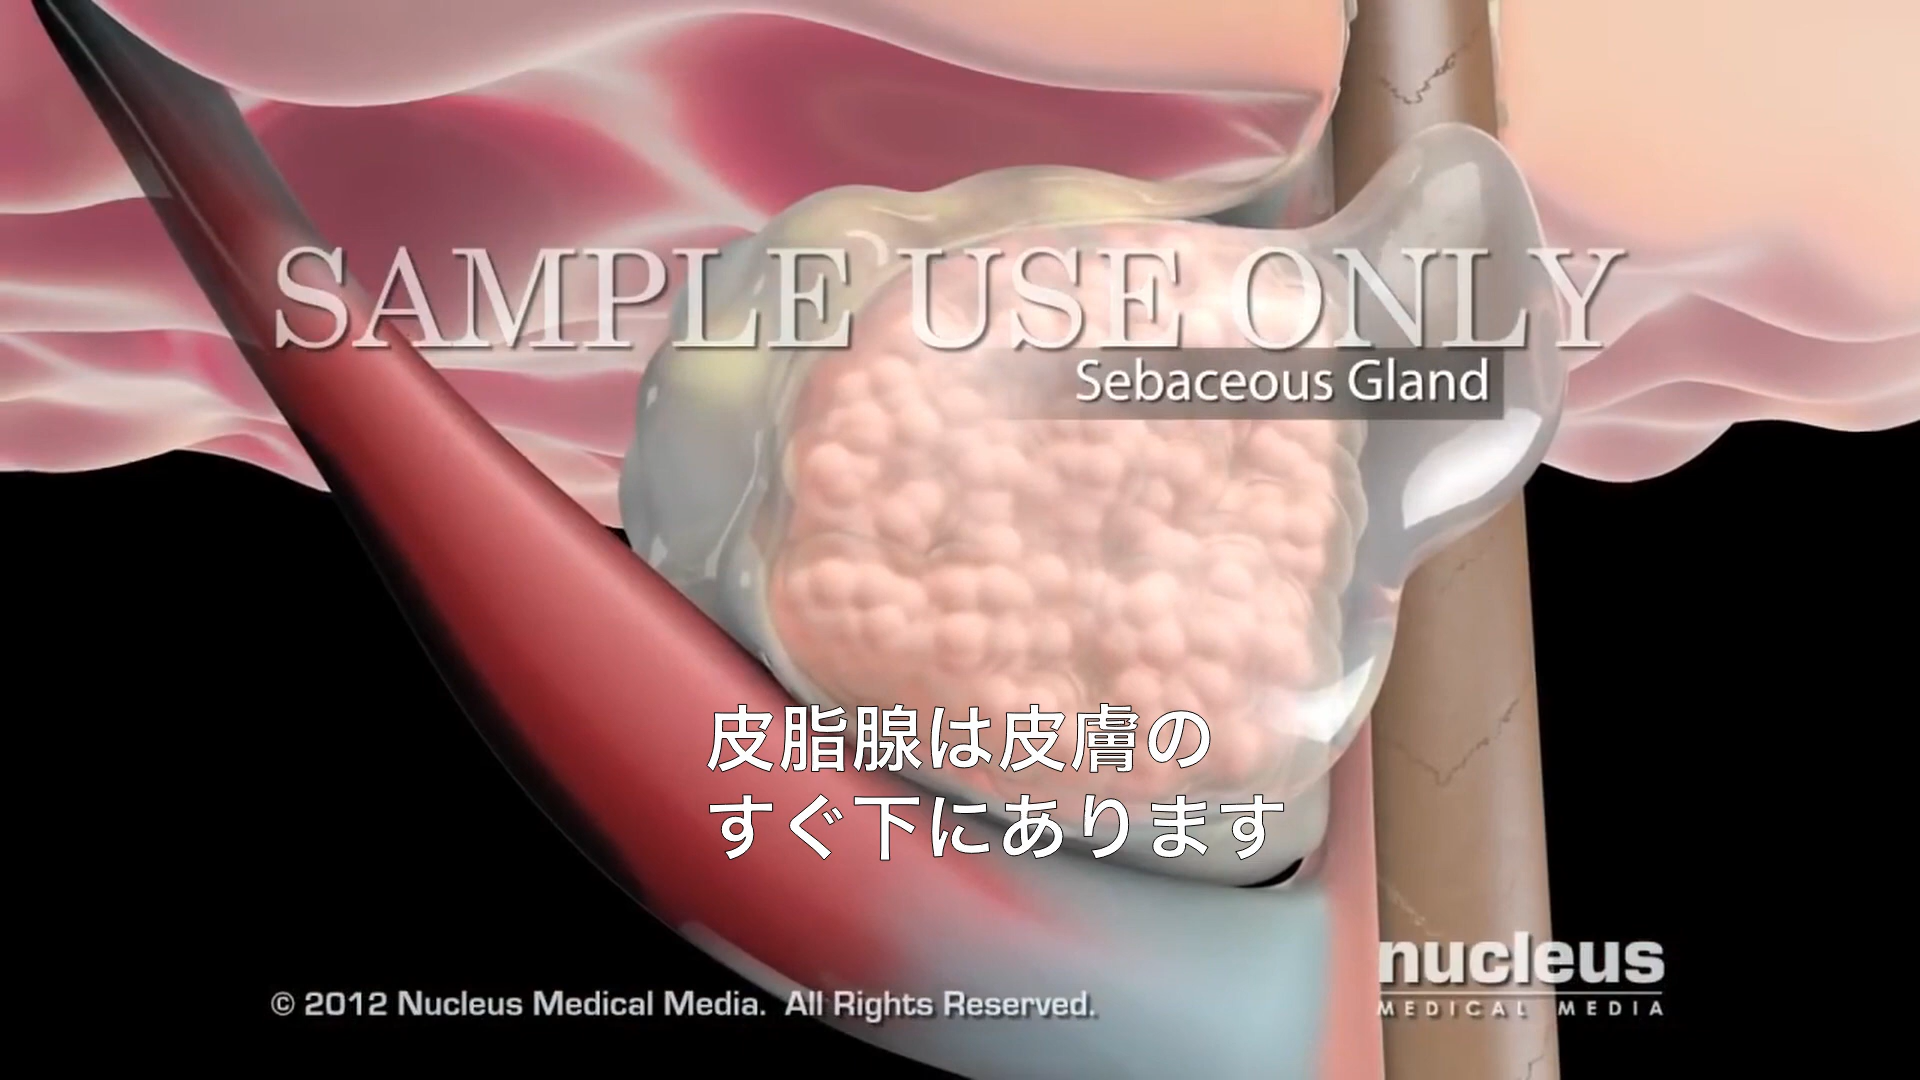 SAMPLE USE ONLY
Sebaceous Gland
皮脂腺は皮膚の
すぐ下にあります
nucleus
MEDICAL MEDIA
© 2012 Nucleus Medical Media. All Rights Reserved.